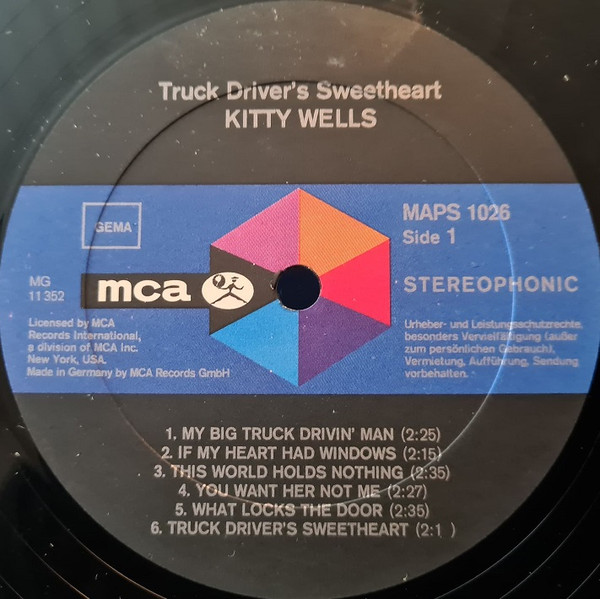 Truck Driver's Sweetheart
KITTY WELLS
GEMA
MAPS 1026
Side 1
MG
11 352
mca
STEREOPHONIC
Licensed by MCA
Records International,
a division of MCA Inc.
New York, USA.
Made in Germany by MCA Records GmbH
Urheber- und Leistungsschutzrechte,
besonders Vervielfältigung (außer
zum persönlichen Gebrauch),
Vermietung, Aufführung, Sendung
vorbehalten.
1. MY BIG TRUCK DRIVIN' MAN (2:25)
2. IF MY HEART HAD WINDOWS (2:15)
3. THIS WORLD HOLDS NOTHING (2:35)
4. YOU WANT HER NOT ME (2:27)
5. WHAT LOCKS THE DOOR (2:35)
6. TRUCK DRIVER'S SWEETHEART (2:1 )